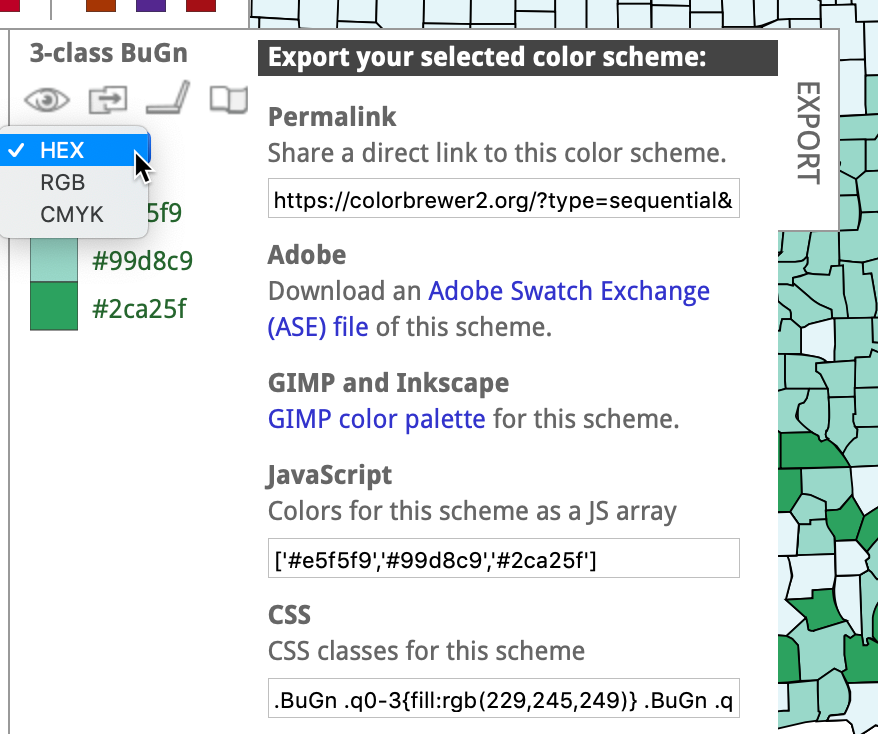 3-class BuGn
HEX
RGB
CMYK
5f9
#99d8c9
#2ca25f
Export your selected color scheme:
Permalink
Share a direct link to this color scheme.
https://colorbrewer2.org/?type=sequential&
Adobe
Download an Adobe Swatch Exchange
(ASE) file of this scheme.
GIMP and Inkscape
GIMP color palette for this scheme.
JavaScript
Colors for this scheme as a JS array
['#e5f5f9','#99d8c9','#2ca25f']
CSS
CSS classes for this scheme
.BuGn .q0-3{fill:rgb(229,245,249)} .BuGn .q
EXPORT